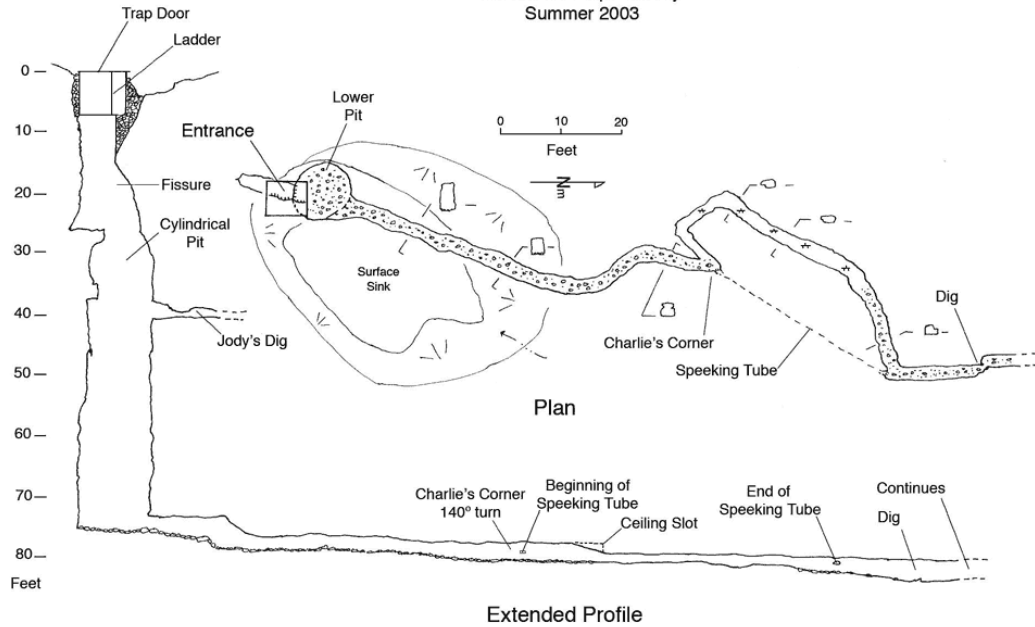 Summer 2003
Trap Door
Ladder
0
10
20
30
40
50
60
70
80
Feet
Fissure
Cylindrical
Pit
Jody's Dig
Entrance
Lower
Pit
0 10 20
Feet
Nm
Surface
Sink
Charlie's Corner
Speeking Tube
Dig
Plan
Charlie's Corner
140° turn
Beginning of
Speeking Tube
Ceiling Slot
End of
Speeking Tube
Continues
Dig
Extended Profile